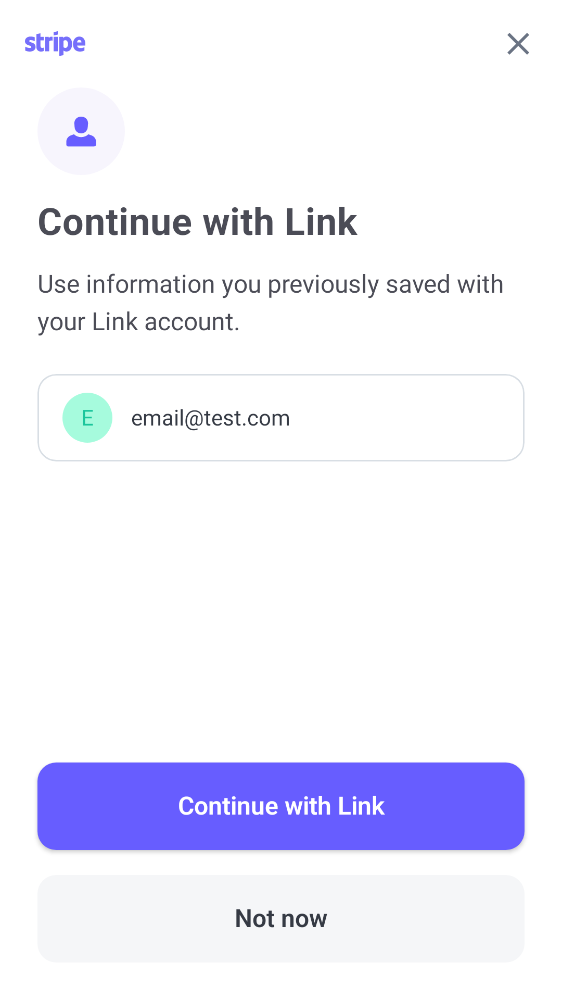 stripe
Continue with Link
Use information you previously saved with
your Link account.
E
email@test.com
Continue with Link
Not now